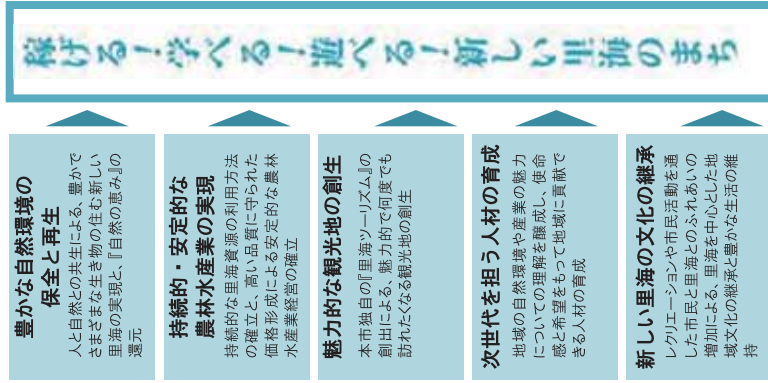 稼げる!学べる!遊べる!新しい里海のまち
豊かな自然環境の
保全と再生
人と自然との共生による、豊かで
さまざまな生き物の住む新しい
里海の実現と、『自然の恵み』の
還元
持続的・安定的な
農林水産業の実現
持続的な里海資源の利用方法
の確立と、高い品質に守られた
価格形成による安定的な農林
水産業経営の確立
魅力的な観光地の創生
本市独自の『里海ツーリズム』の
創出による、魅力的で何度でも
訪れたくなる観光地の創生
次世代を担う人材の育成
地域の自然環境や産業の魅力
についての理解を醸成し、使命
感と希望をもって地域に貢献で
きる人材の育成
新しい里海の文化の継承
レクリエーションや市民活動を通
した市民と里海とのふれあいの
増加による、里海を中心とした地
域文化の継承と豊かな生活の維
持